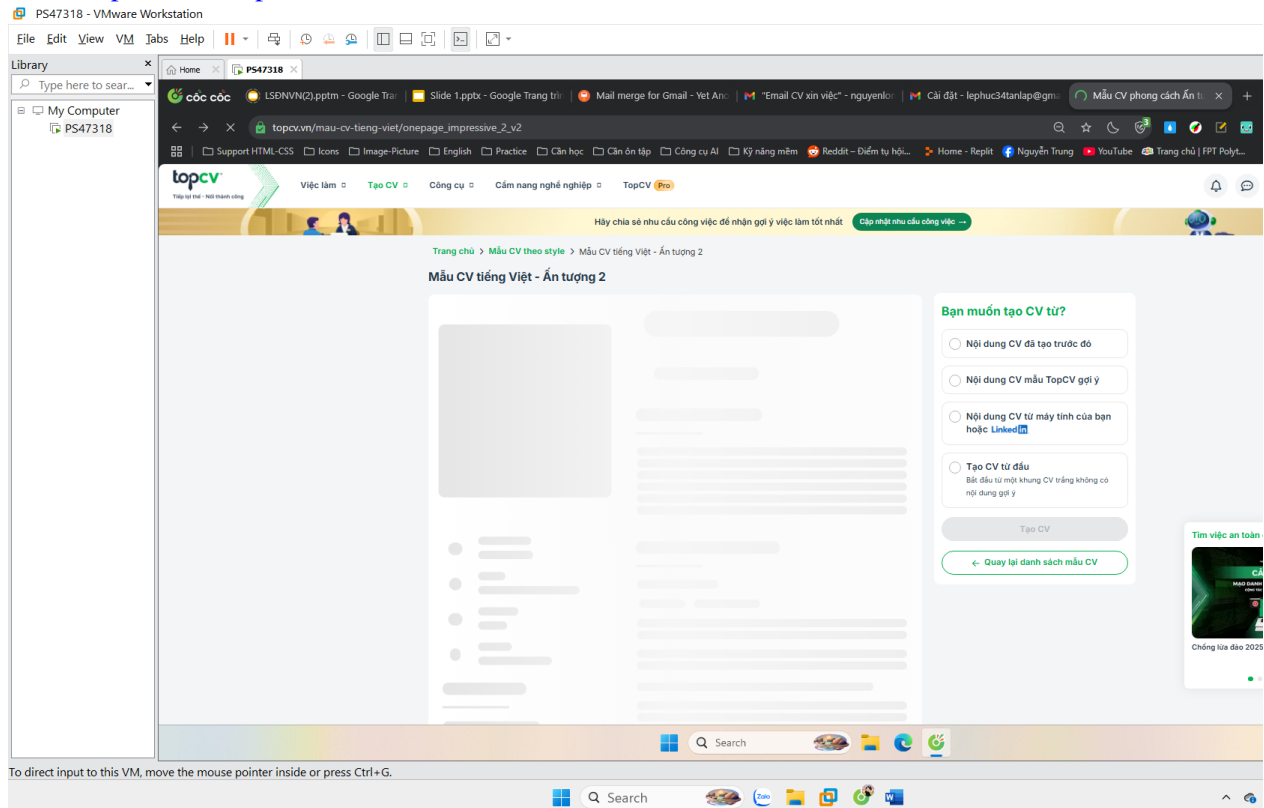 PS47318 - VMware Workstation
File Edit View VM Tabs Help
Library
Type here to sear...
My Computer
PS47318
Home
PS47318
cốc cốc
LSĐNVN(2).pptm - Google Tran
Slide 1.pptx - Google Trang trìn
Mail merge for Gmail - Yet Ano
"Email CV xin việc" - nguyenlon
Cài đặt - lephuc34tanlap@gma
Mẫu CV phong cách Ấn t
topcv.vn/mau-cv-tieng-viet/onepage_impressive_2_v2
3
Support HTML-CSS
Icons
Image-Picture
English
Practice
Cần học
Cần ôn tập
Công cụ AI
Kỹ năng mềm
Reddit – Điểm tụ hội...
Home - Replit
Nguyễn Trung
YouTube
Trang chủ | FPT Polyt...
topcv
Tiếp lợi thế - Nối thành công
Việc làm
Tạo CV
Công cụ
Cẩm nang nghề nghiệp
TopCV Pro
Hãy chia sẻ nhu cầu công việc để nhận gợi ý việc làm tốt nhất
Cập nhật nhu cầu công việc →
Trang chủ > Mẫu CV theo style > Mẫu CV tiếng Việt - Ấn tượng 2
Mẫu CV tiếng Việt - Ấn tượng 2
Bạn muốn tạo CV từ?
Nội dung CV đã tạo trước đó
Nội dung CV mẫu TopCV gợi ý
Nội dung CV từ máy tính của bạn
hoặc LinkedIn
Tạo CV từ đầu
Bắt đầu từ một khung CV trắng không có
nội dung gợi ý
Tạo CV
← Quay lại danh sách mẫu CV
Tìm việc an toàn
MẠO DANH
Chống lừa đảo 2025
Search
To direct input to this VM, move the mouse pointer inside or press Ctrl+G.
Search
Zalo